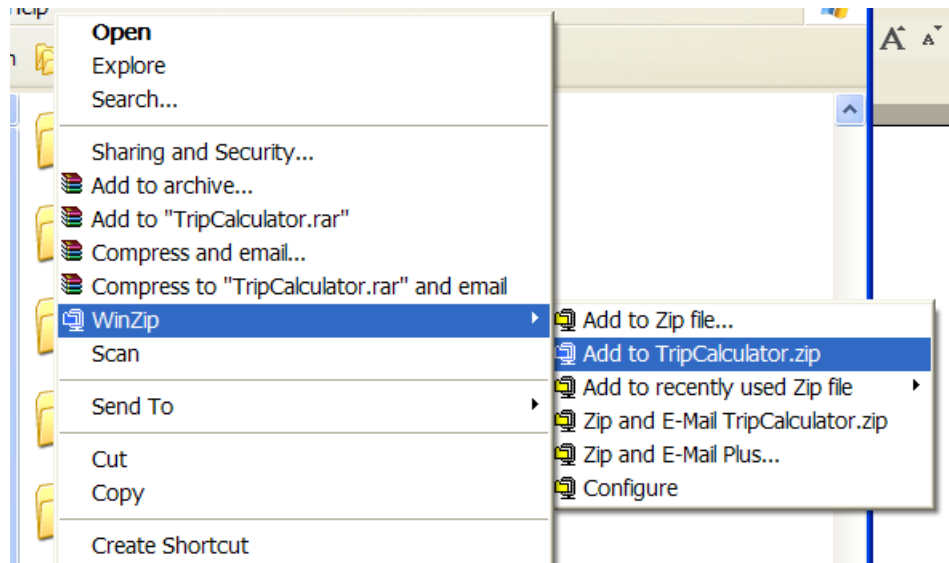 Open
Explore
Search...
Sharing and Security...
Add to archive...
Add to "TripCalculator.rar"
Compress and email...
Compress to "TripCalculator.rar" and email
WinZip
Scan
Send To
Cut
Copy
Create Shortcut
Add to Zip file...
Add to TripCalculator.zip
Add to recently used Zip file
Zip and E-Mail TripCalculator.zip
Zip and E-Mail Plus...
Configure
A A